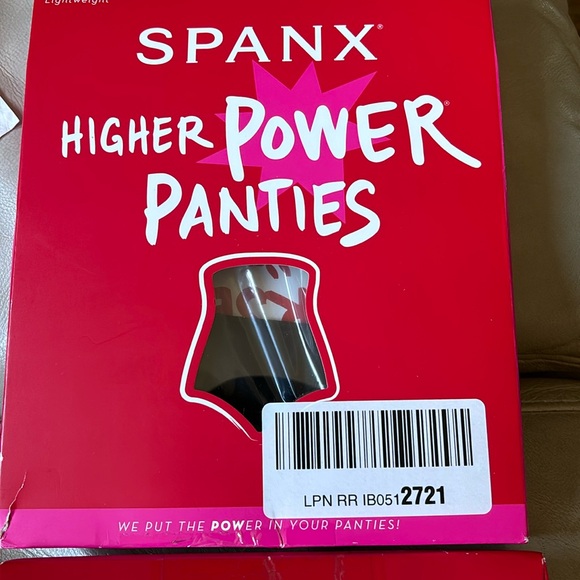 Lightweight
SPANX®
HIGHER POWER®
PANTIES
LPN RR IB0512721
WE PUT THE POWER IN YOUR PANTIES!